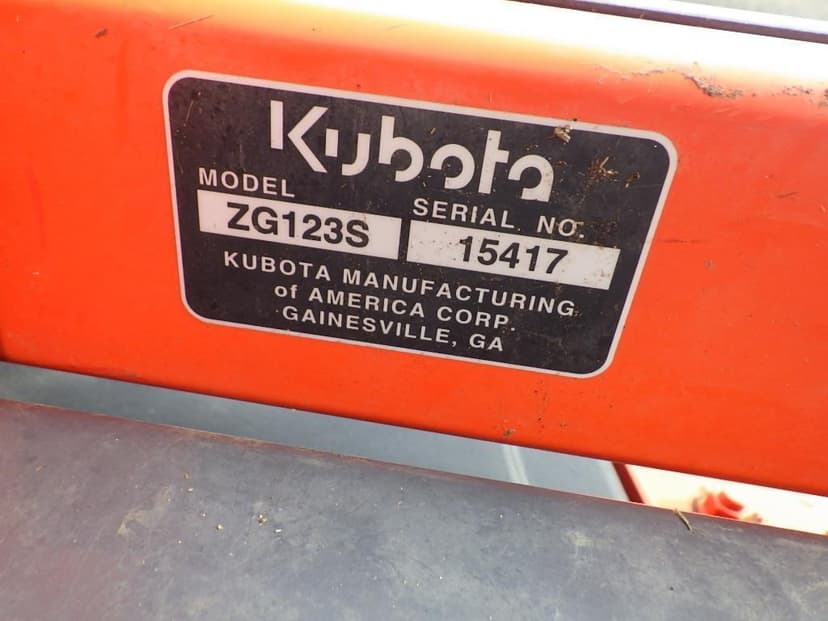 Kubota
MODEL SERIAL NO.
ZG123S 15417
KUBOTA MANUFACTURING
of AMERICA CORP.
GAINESVILLE, GA